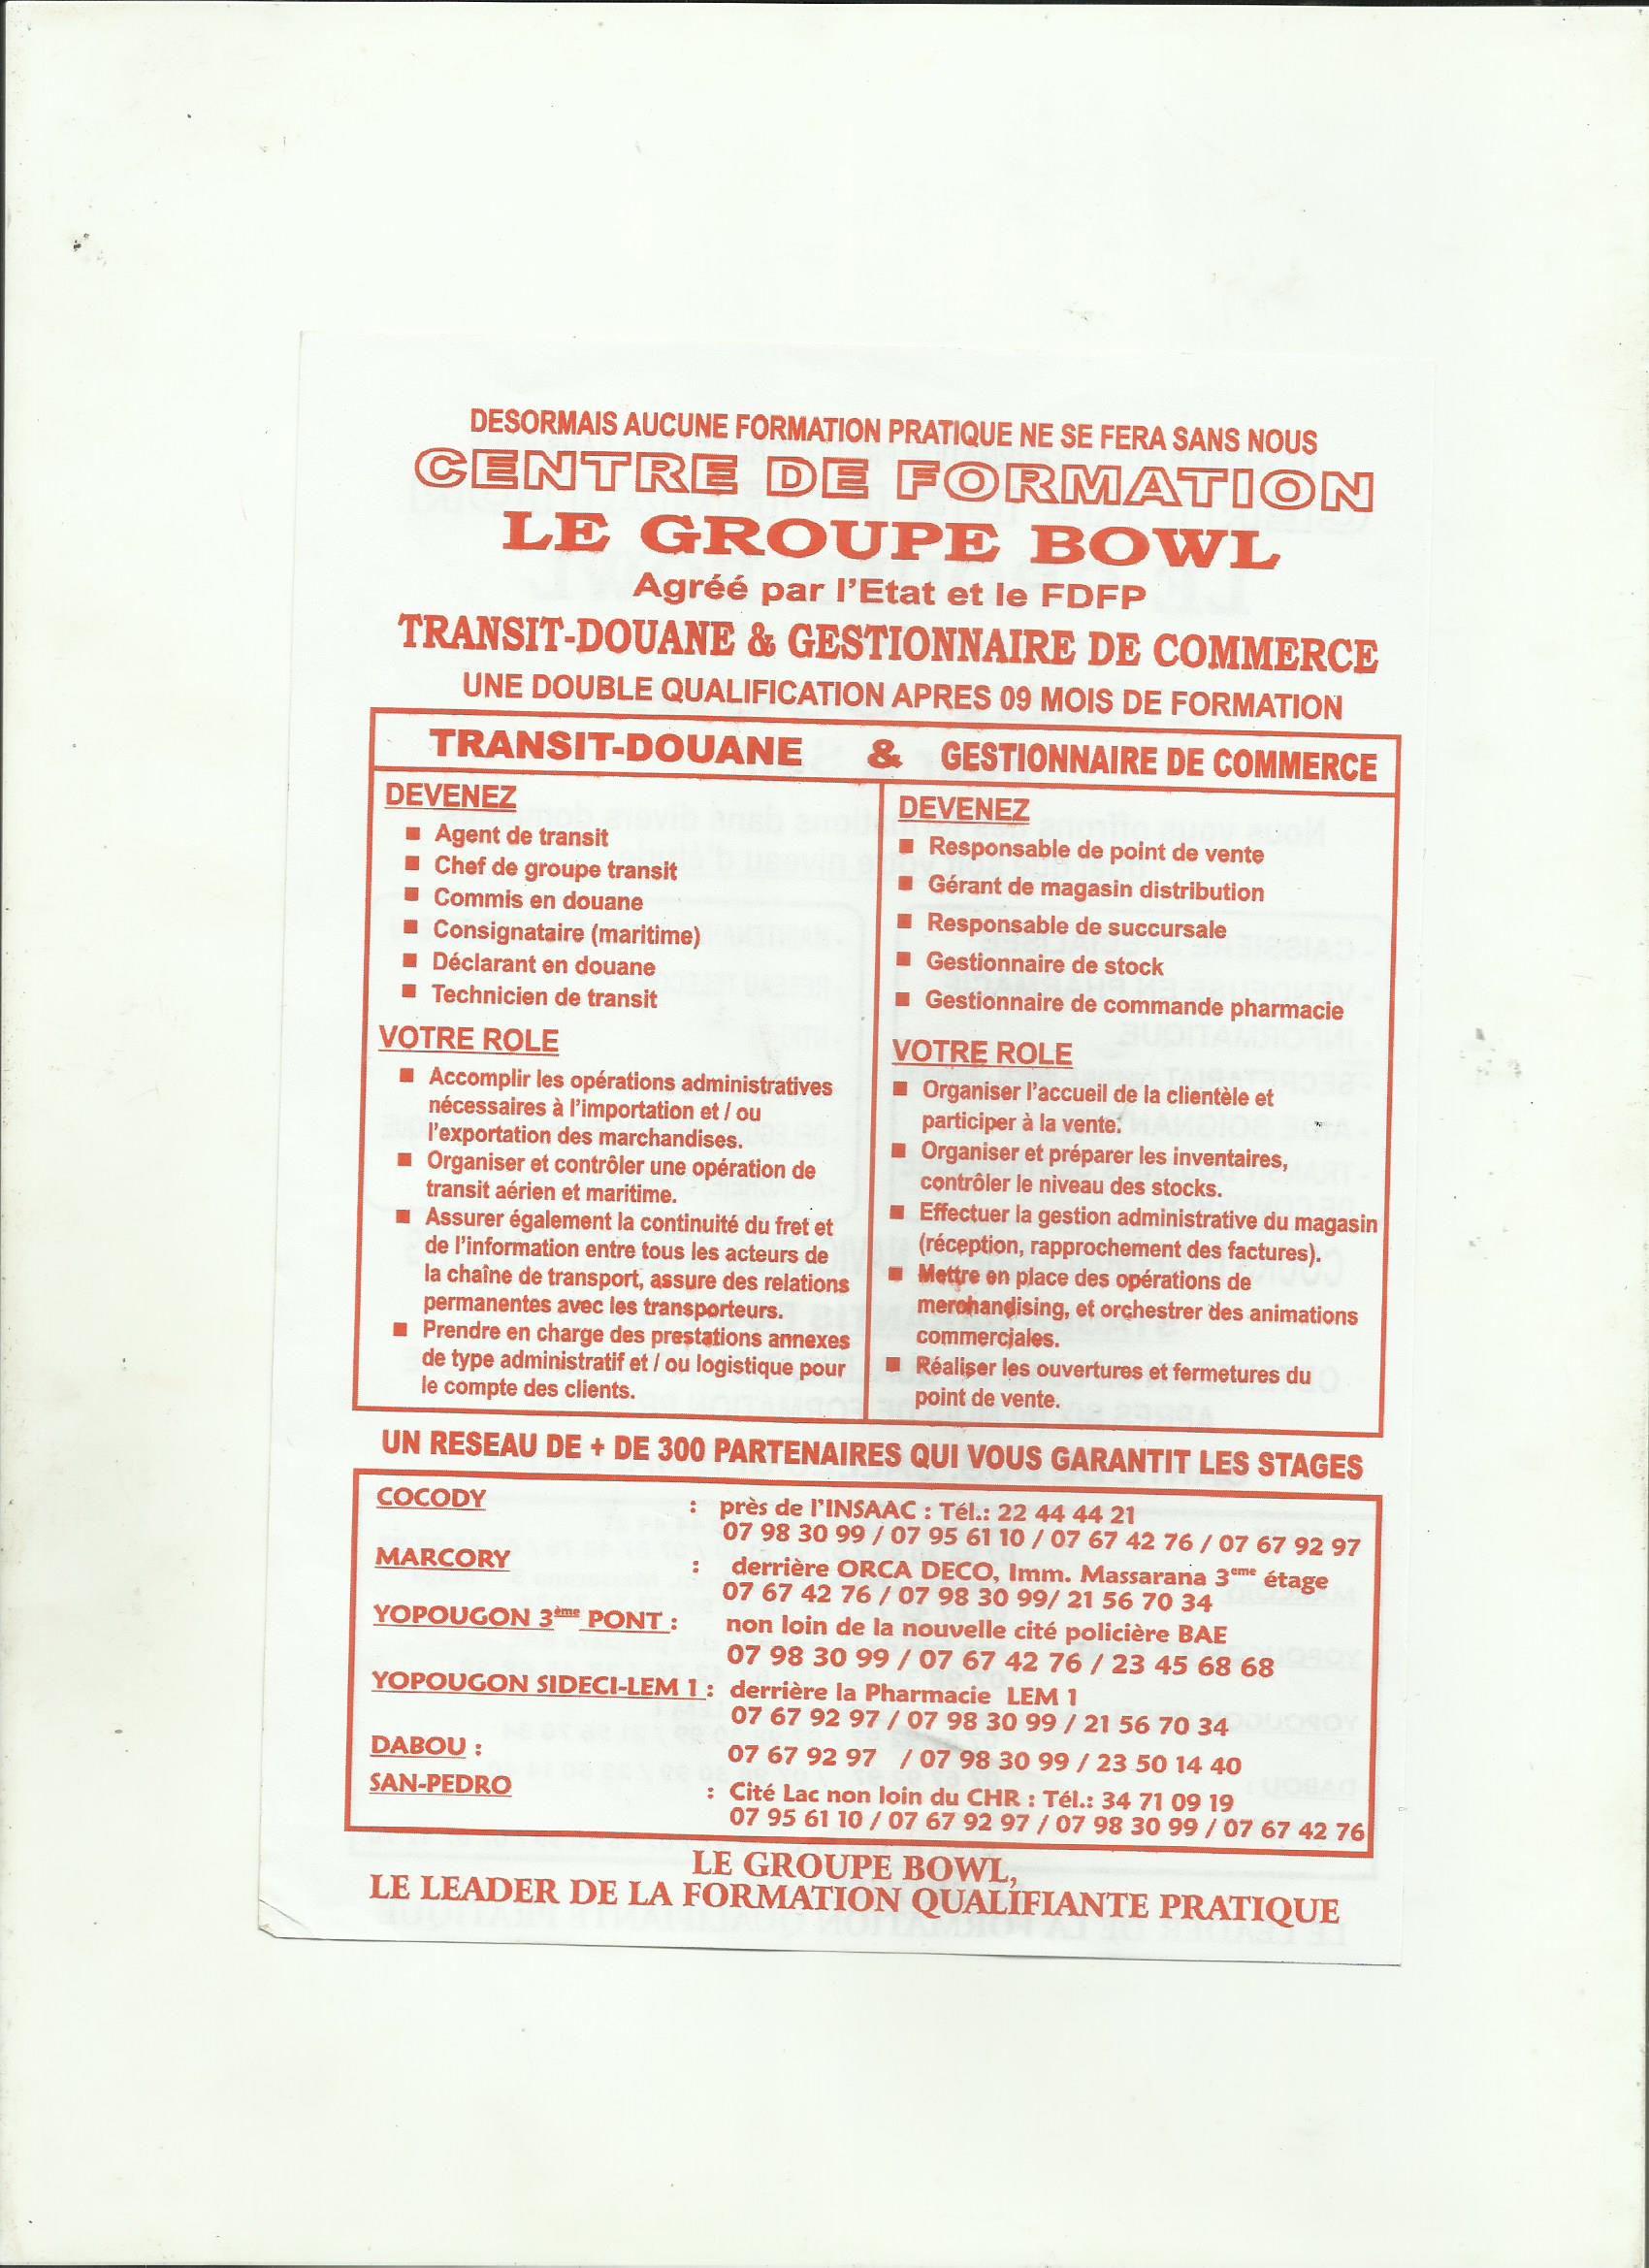 DESORMAIS AUCUNE FORMATION PRATIQUE NE SE FERA SANS NOUS
CENTRE DE FORMATION
LE GROUPE BOWL
Agréé par l'Etat et le FDFP
TRANSIT-DOUANE & GESTIONNAIRE DE COMMERCE
UNE DOUBLE QUALIFICATION APRES 09 MOIS DE FORMATION
TRANSIT-DOUANE & GESTIONNAIRE DE COMMERCE
DEVENEZ
■ Agent de transit
■ Chef de groupe transit
■ Commis en douane
■ Consignataire (maritime)
■ Déclarant en douane
■ Technicien de transit
VOTRE ROLE
■ Accomplir les opérations administratives
nécessaires à l'importation et / ou
l'exportation des marchandises.
■ Organiser et contrôler une opération de
transit aérien et maritime.
■ Assurer également la continuité du fret et
de l'information entre tous les acteurs de
la chaîne de transport, assure des relations
permanentes avec les transporteurs.
■ Prendre en charge des prestations annexes
de type administratif et / ou logistique pour
le compte des clients.
DEVENEZ
■ Responsable de point de vente
■ Gérant de magasin distribution
■ Responsable de succursale
■ Gestionnaire de stock
■ Gestionnaire de commande pharmacie
VOTRE ROLE
■ Organiser l'accueil de la clientèle et
participer à la vente.
■ Organiser et préparer les inventaires,
contrôler le niveau des stocks.
■ Effectuer la gestion administrative du magasin
(réception, rapprochement des factures).
■ Mettre en place des opérations de
merchandising, et orchestrer des animations
commerciales.
■ Réaliser les ouvertures et fermetures du
point de vente.
UN RESEAU DE + DE 300 PARTENAIRES QUI VOUS GARANTIT LES STAGES
COCODY : près de l'INSAAC : Tél.: 22 44 44 21
07 98 30 99 / 07 95 61 10 / 07 67 42 76 / 07 67 92 97
MARCORY : derrière ORCA DECO, Imm. Massarana 3eme étage
07 67 42 76 / 07 98 30 99/ 21 56 70 34
YOPOUGON 3ème PONT : non loin de la nouvelle cité policière BAE
07 98 30 99 / 07 67 42 76 / 23 45 68 68
YOPOUGON SIDECI-LEM 1 : derrière la Pharmacie LEM 1
07 67 92 97 / 07 98 30 99 / 21 56 70 34
DABOU : 07 67 92 97 / 07 98 30 99 / 23 50 14 40
SAN-PEDRO : Cité Lac non loin du CHR : Tél.: 34 71 09 19
07 95 61 10 / 07 67 92 97 / 07 98 30 99 / 07 67 42 76
LE GROUPE BOWL,
LE LEADER DE LA FORMATION QUALIFIANTE PRATIQUE